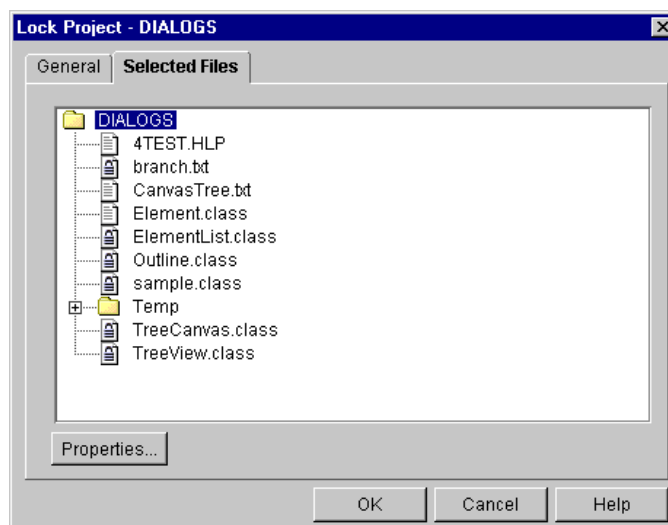 Lock Project - DIALOGS
General
Selected Files
DIALOGS
4TEST.HLP
branch.txt
CanvasTree.txt
Element.class
ElementList.class
Outline.class
sample.class
Temp
TreeCanvas.class
TreeView.class
Properties...
OK
Cancel
Help